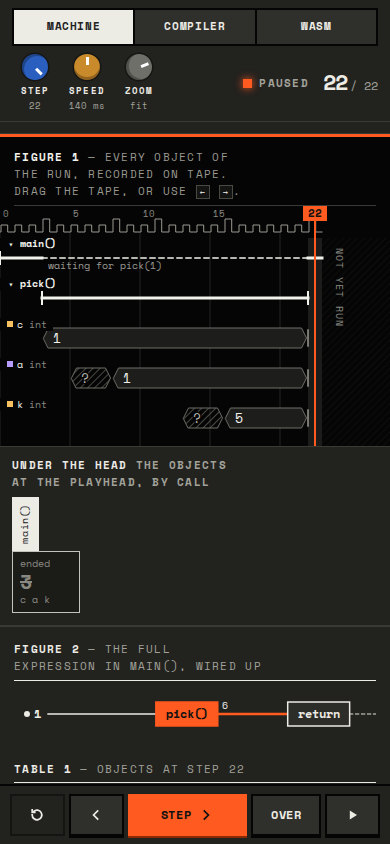 MACHINE COMPILER WASM
STEP SPEED ZOOM
22 140 ms fit
PAUSED 22 / 22
FIGURE 1 — EVERY OBJECT OF
THE RUN, RECORDED ON TAPE.
DRAG THE TAPE, OR USE ← →.
0 5 10 15 22
▾ main()
waiting for pick(1)
▾ pick()
NOT YET RUN
c int
1
a int
? 1
k int
? 5
UNDER THE HEAD THE OBJECTS
AT THE PLAYHEAD, BY CALL
main()
ended
3
c a k
FIGURE 2 — THE FULL
EXPRESSION IN MAIN(), WIRED UP
1 pick() 6 return
TABLE 1 — OBJECTS AT STEP 22
STEP OVER